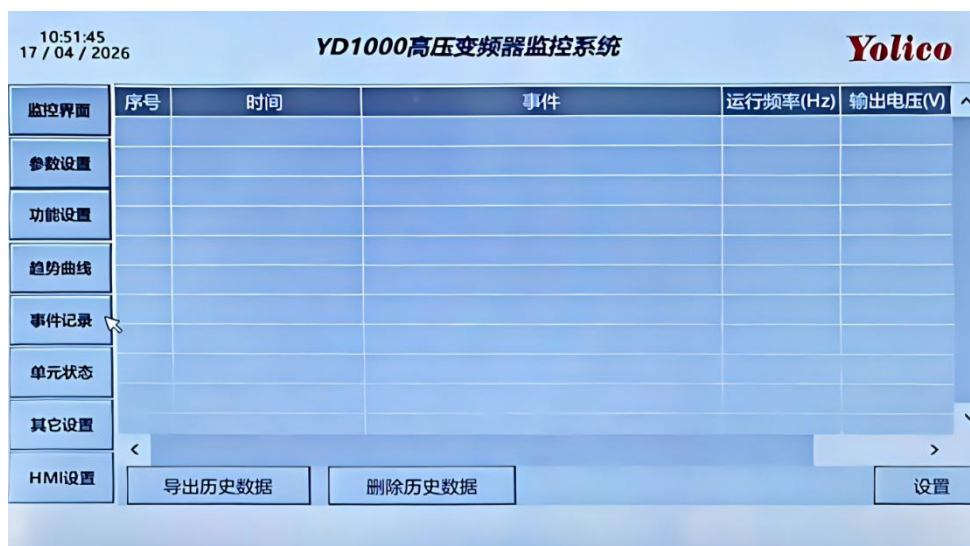 10:51:45
17 / 04 / 2026
YD1000高压变频器监控系统
Yolico
监控界面
参数设置
功能设置
趋势曲线
事件记录
单元状态
其它设置
HMI设置
序号 时间 事件 运行频率(Hz) 输出电压(V)
导出历史数据 删除历史数据 设置